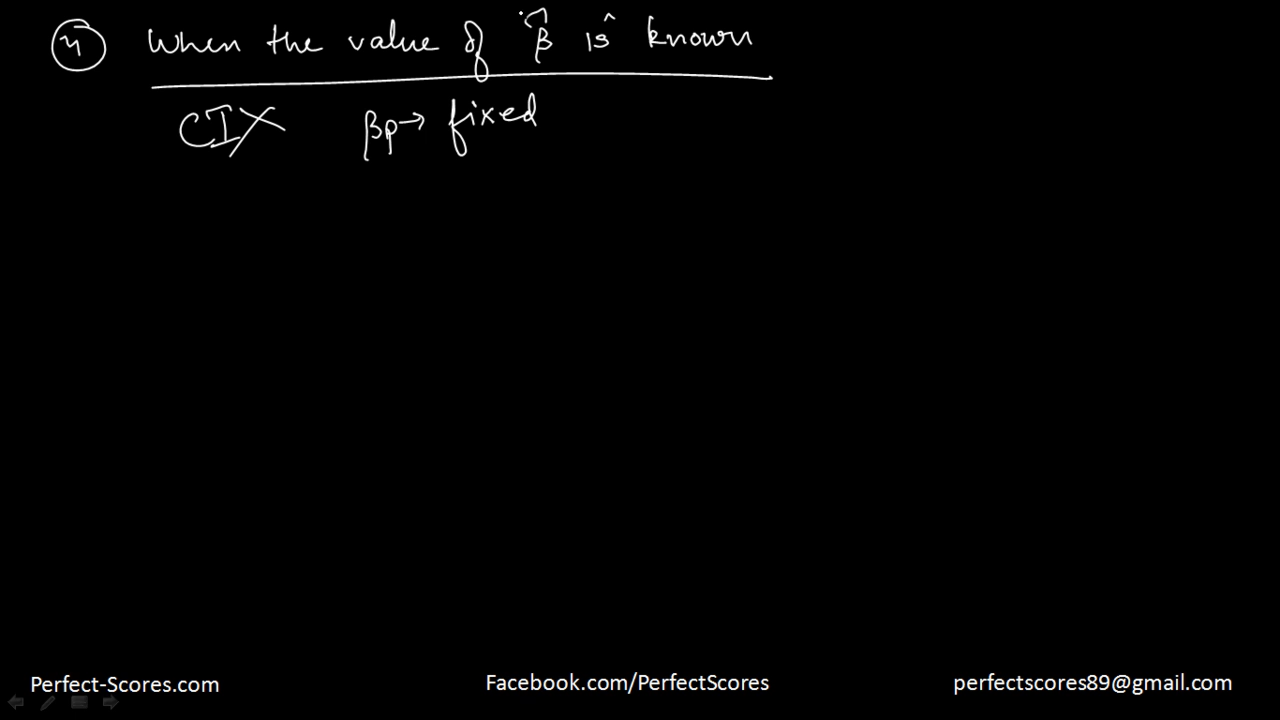 4 When the value of β is known
CIX βp→ fixed
Perfect-Scores.com Facebook.com/PerfectScores perfectscores89@gmail.com